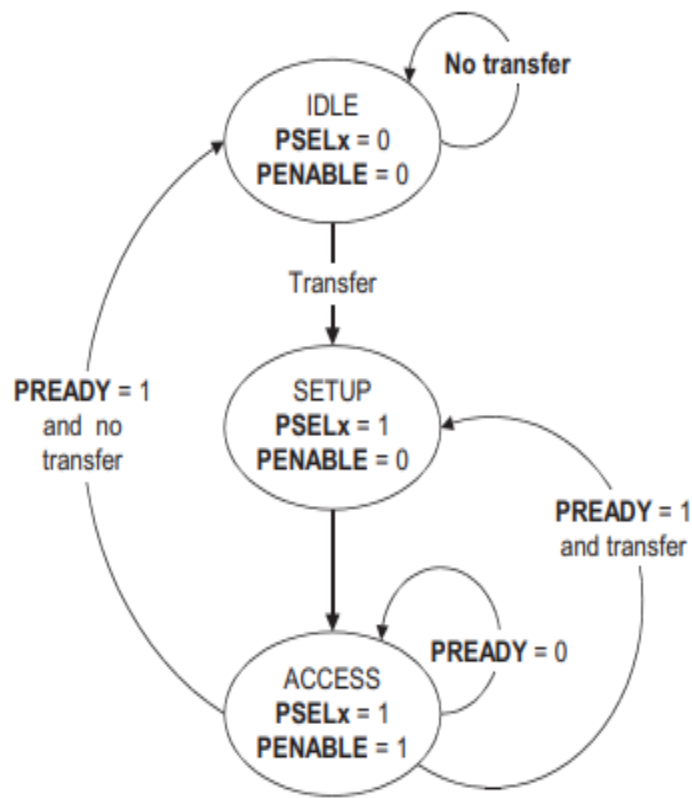 No transfer
IDLE
PSELx = 0
PENABLE = 0
Transfer
SETUP
PSELx = 1
PENABLE = 0
PREADY = 1
and no
transfer
PREADY = 1
and transfer
PREADY = 0
ACCESS
PSELx = 1
PENABLE = 1